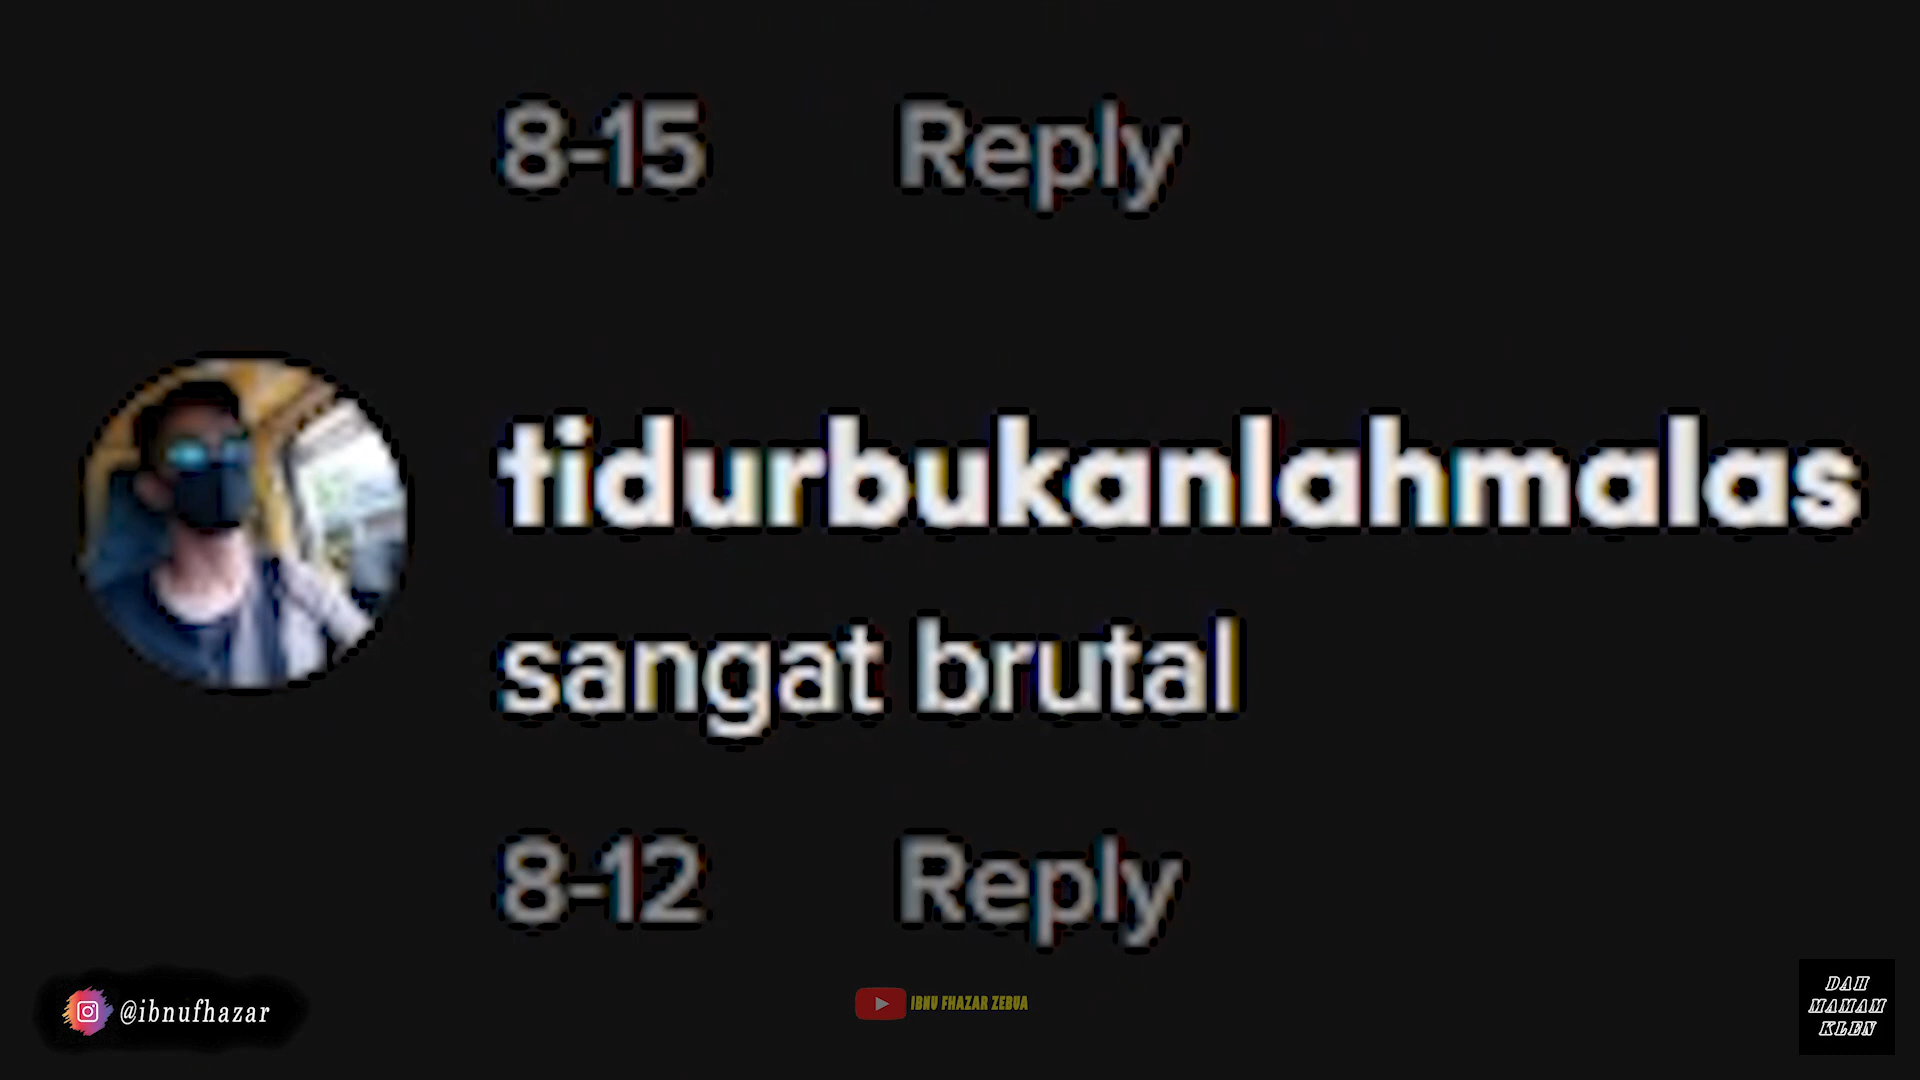 8-15 Reply
tidurbukanlahmalas
sangat brutal
8-12 Reply
@ibnufhazar
IBNU FHAZAR ZEBUA
DAH
MAMAM
KLEN